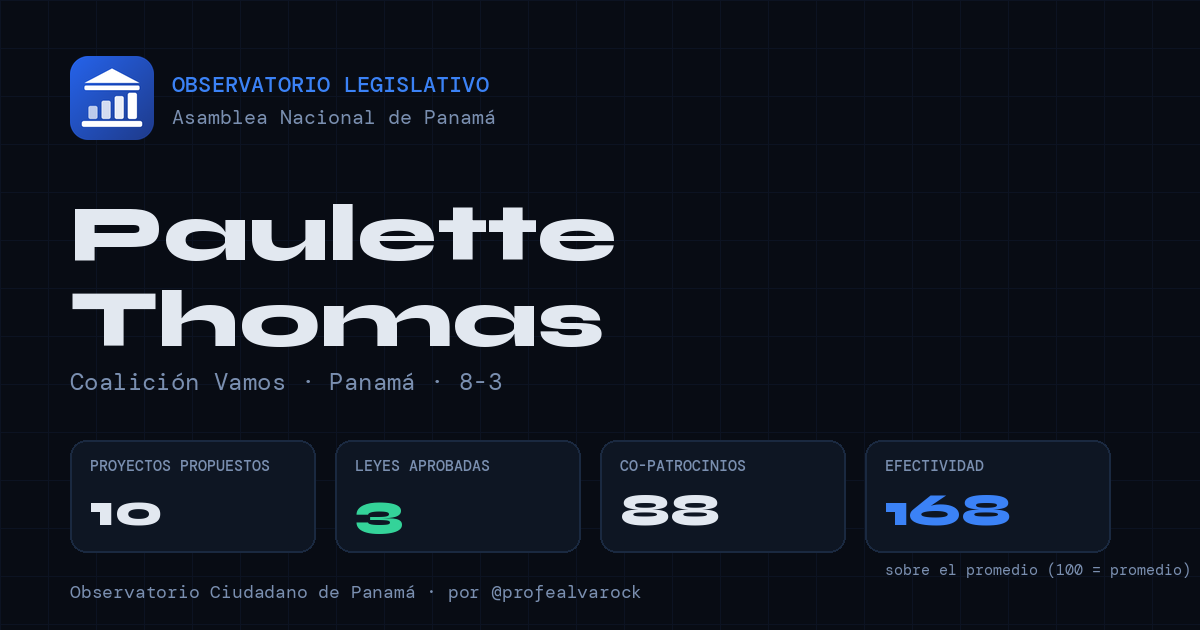 OBSERVATORIO LEGISLATIVO
Asamblea Nacional de Panamá
Paulette
Thomas
Coalición Vamos · Panamá · 8-3
PROYECTOS PROPUESTOS
10
LEYES APROBADAS
3
CO-PATROCINIOS
88
EFECTIVIDAD
168
sobre el promedio (100 = promedio)
Observatorio Ciudadano de Panamá · por @profealvarock